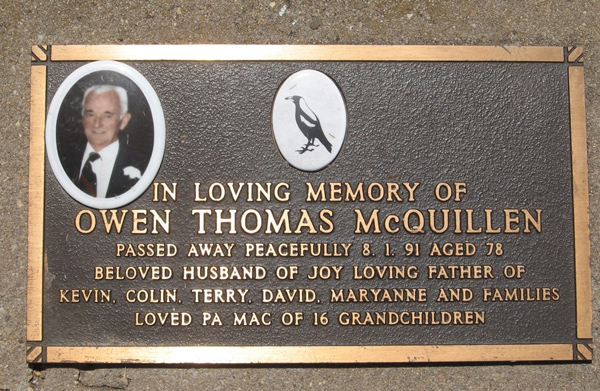 IN LOVING MEMORY OF
OWEN THOMAS McQUILLEN
PASSED AWAY PEACEFULLY 8. 1. 91 AGED 78
BELOVED HUSBAND OF JOY LOVING FATHER OF
KEVIN, COLIN, TERRY, DAVID, MARYANNE AND FAMILIES
LOVED PA MAC OF 16 GRANDCHILDREN